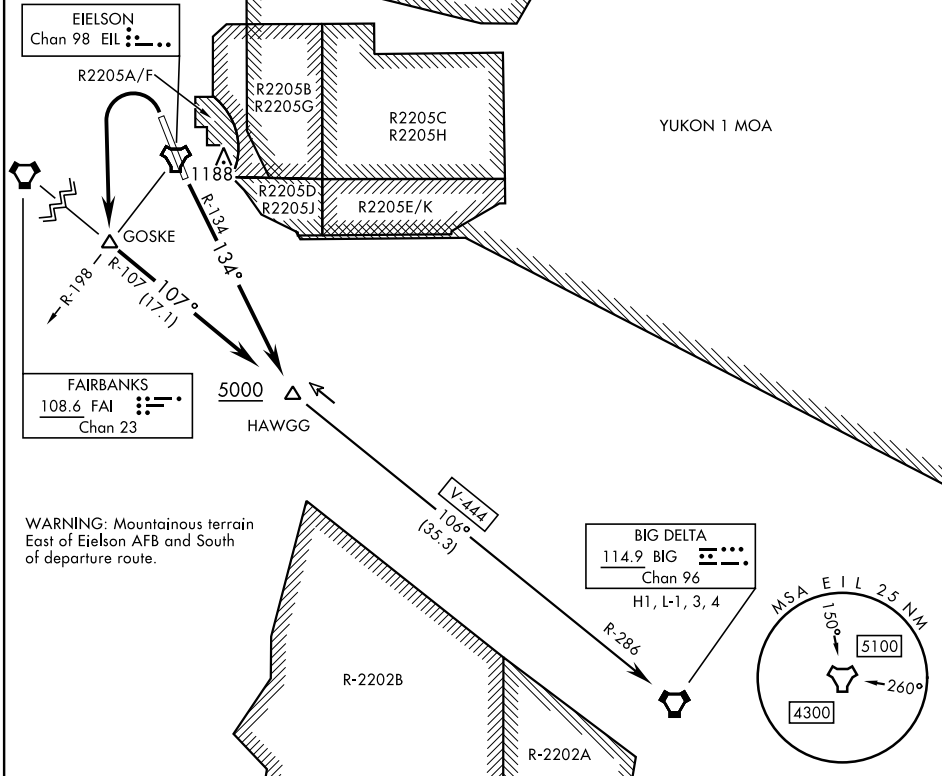 EIELSON
Chan 98 EIL
R2205A/F
R2205B
R2205G
R2205C
R2205H
YUKON 1 MOA
1188
R2205D
R2205J
R2205E/K
GOSKE
R-134
134°
R-198
R-107
(17.1)
107°
FAIRBANKS
108.6 FAI
Chan 23
5000
HAWGG
V-444
106°
(35.3)
WARNING: Mountainous terrain
East of Eielson AFB and South
of departure route.
BIG DELTA
114.9 BIG
Chan 96
H1, L-1, 3, 4
R-286
R-2202B
R-2202A
MSA EIL 25 NM
150°
5100
260°
4300